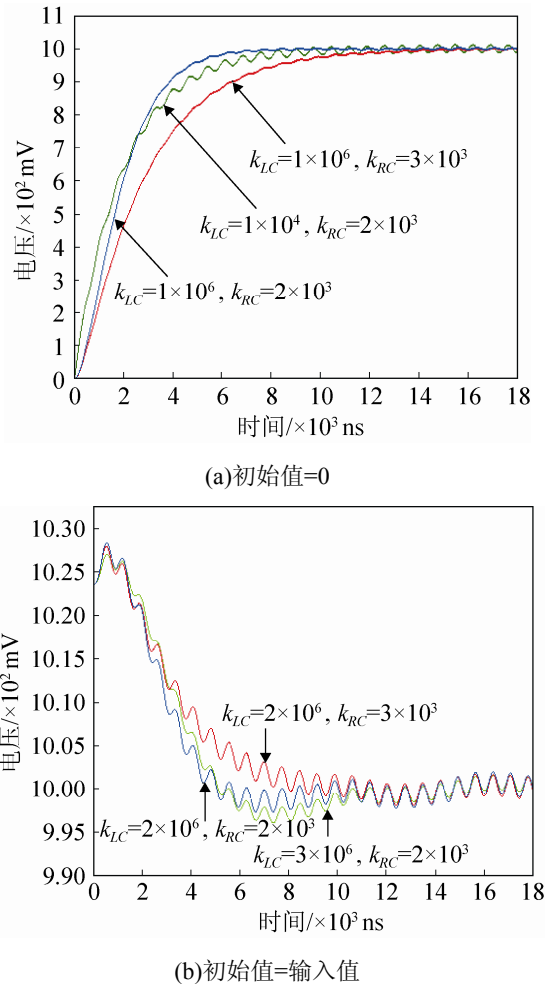 11
10
9
8
7
6
5
4
3
2
1
0
电压/×10² mV
k_LC=1×10⁶, k_RC=3×10³
k_LC=1×10⁴, k_RC=2×10³
k_LC=1×10⁶, k_RC=2×10³
0 2 4 6 8 10 12 14 16 18
时间/×10³ ns
(a)初始值=0
10.30
10.25
10.20
10.15
10.10
10.05
10.00
9.95
9.90
电压/×10² mV
k_LC=2×10⁶, k_RC=3×10³
k_LC=2×10⁶, k_RC=2×10³
k_LC=3×10⁶, k_RC=2×10³
0 2 4 6 8 10 12 14 16 18
时间/×10³ ns
(b)初始值=输入值